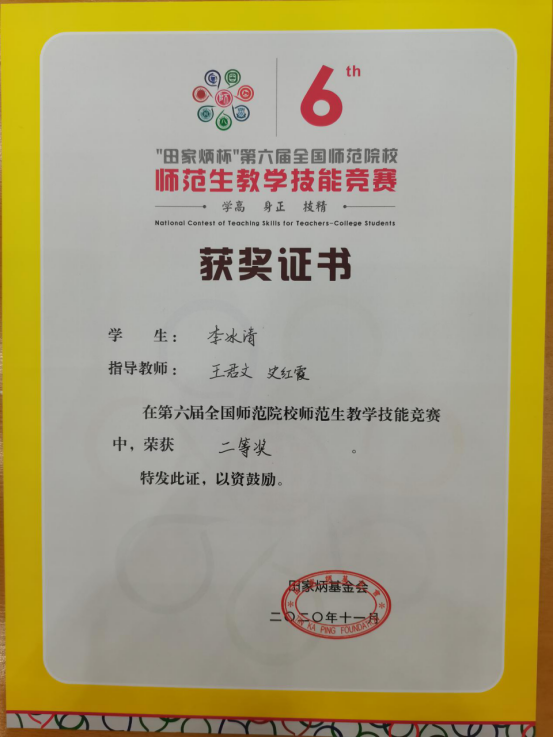 6th
"田家炳杯"第六届全国师范院校
师范生教学技能竞赛
学高 身正 技精
National Contest of Teaching Skills for Teachers-College Students
获奖证书
学 生： 李冰清
指导教师： 王君文 史红霞
在第六届全国师范院校师范生教学技能竞赛
中，荣获 二等奖 。
特发此证，以资鼓励。
田家炳基金会
二〇二〇年十一月
KA PING FOUNDATION